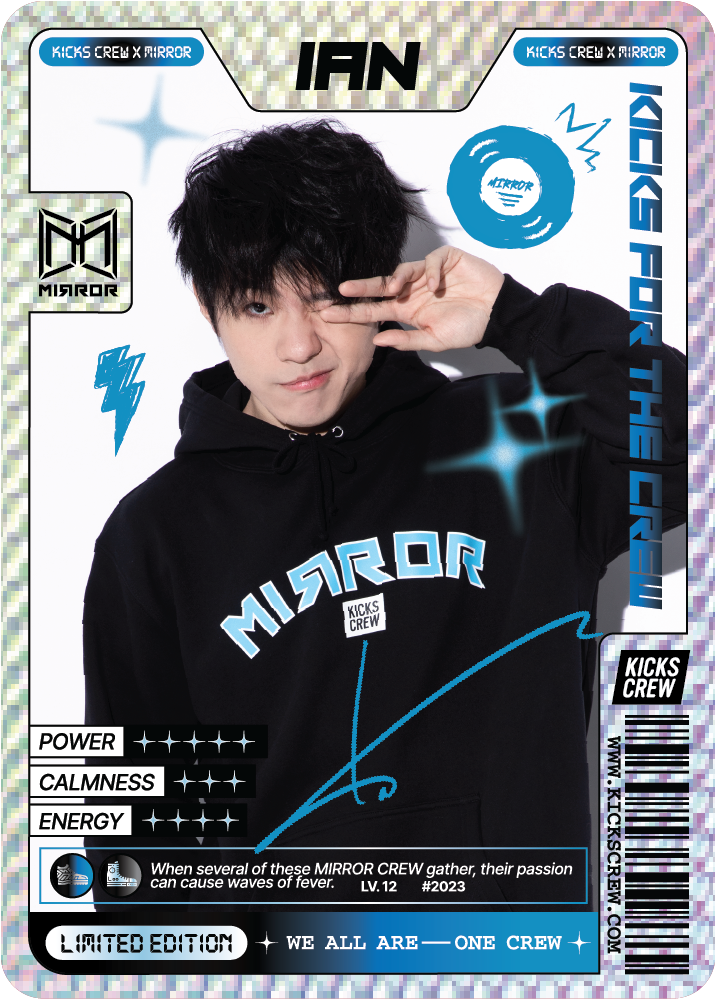 KICKS CREW X MIRROR
IAN
KICKS CREW X MIRROR
MIRROR
KICKS FOR THE CREW
MIЯROR
MIЯROR
KICKS
CREW
KICKS
CREW
POWER
CALMNESS
ENERGY
When several of these MIRROR CREW gather, their passion
can cause waves of fever. LV. 12 #2023
WWW.KICKSCREW.COM
LIMITED EDITION WE ALL ARE — ONE CREW